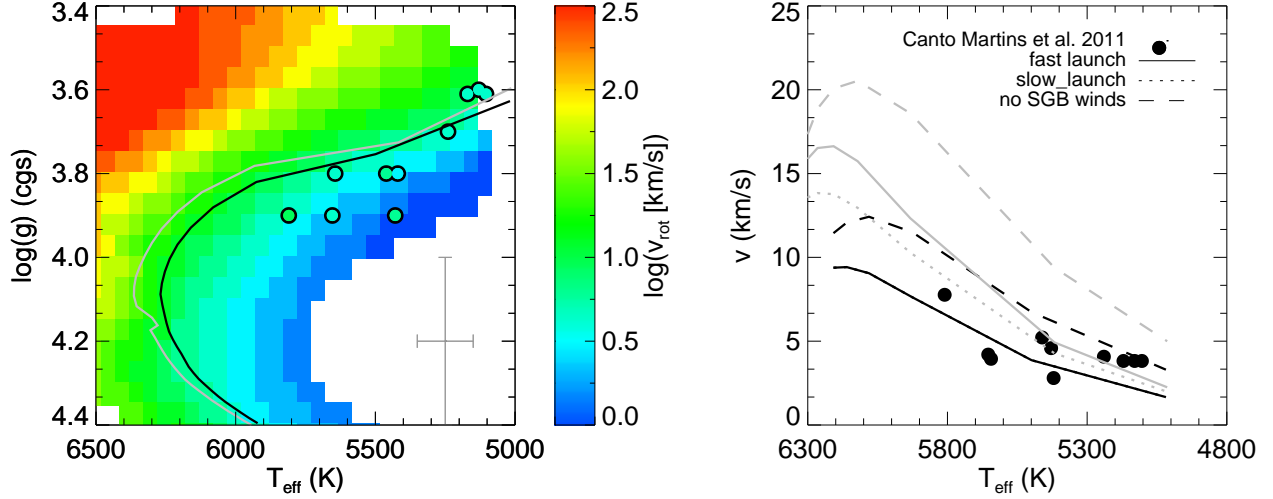 3.4
3.6
3.8
4.0
4.2
4.4
log(g) (cgs)
6500
6000
5500
5000
T_eff (K)
2.5
2.0
1.5
1.0
0.5
0.0
log(v_rot [km/s)
25
20
15
10
5
0
v (km/s)
6300
5800
5300
4800
T_eff (K)
Canto Martins et al. 2011
fast launch
slow_launch
no SGB winds